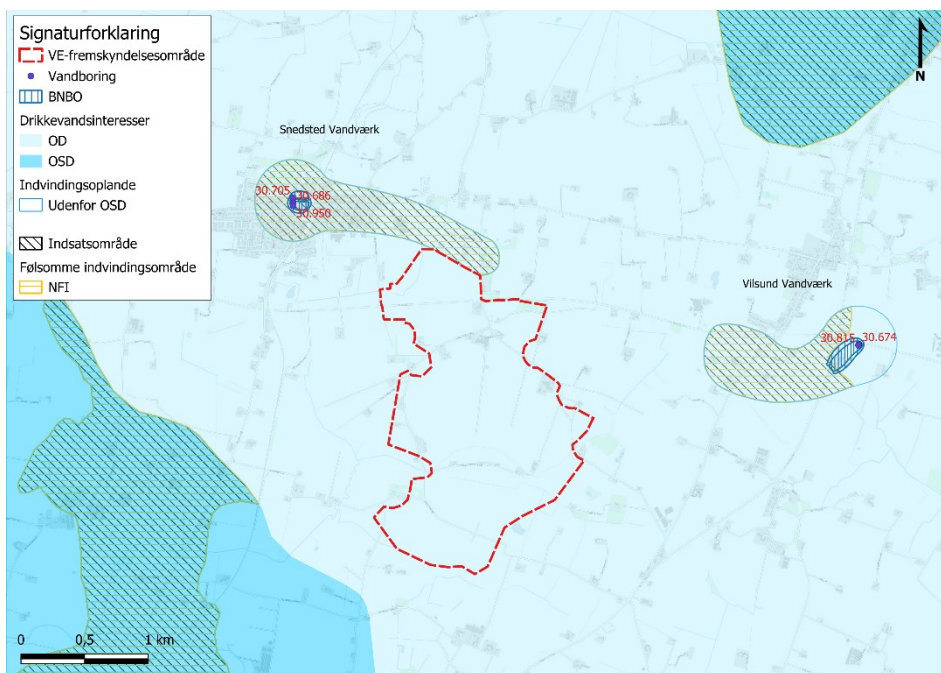 Signaturforklaring
VE-fremskyndelsesområde
Vandboring
BNBO
Drikkevandsinteresser
OD
OSD
Indvindingsoplande
Udenfor OSD
Indsatsområde
Følsomme indvindingsområde
NFI
0 0,5 1 km
N
Snedsted Vandværk
30.705 30.686
30.950
Vilsund Vandværk
30.815 30.674